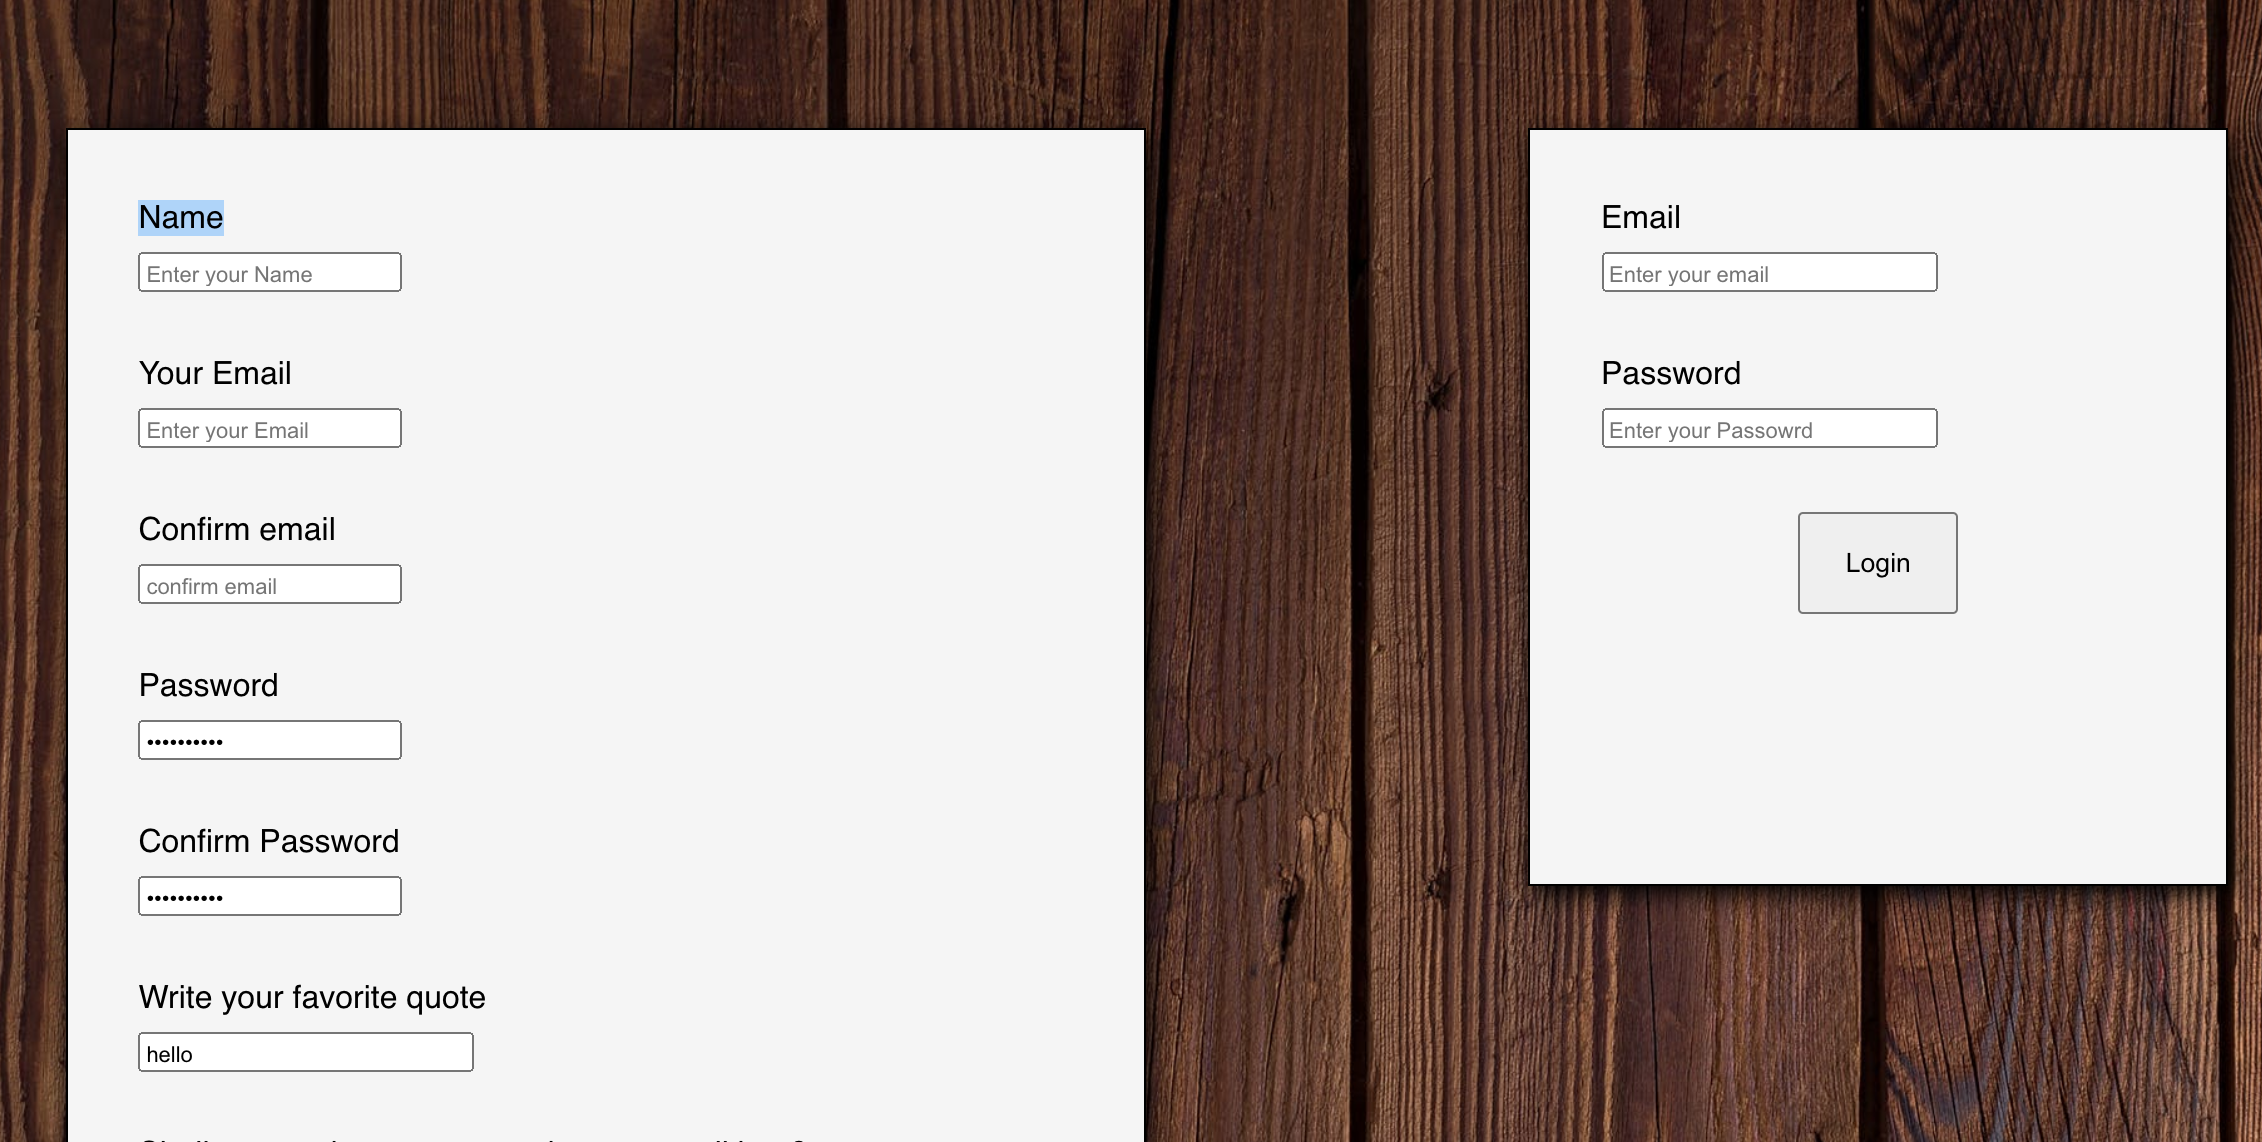 Name
Enter your Name
Your Email
Enter your Email
Confirm email
confirm email
Password
••••••••••
Confirm Password
••••••••••
Write your favorite quote
hello
Email
Enter your email
Password
Enter your Passowrd
Login